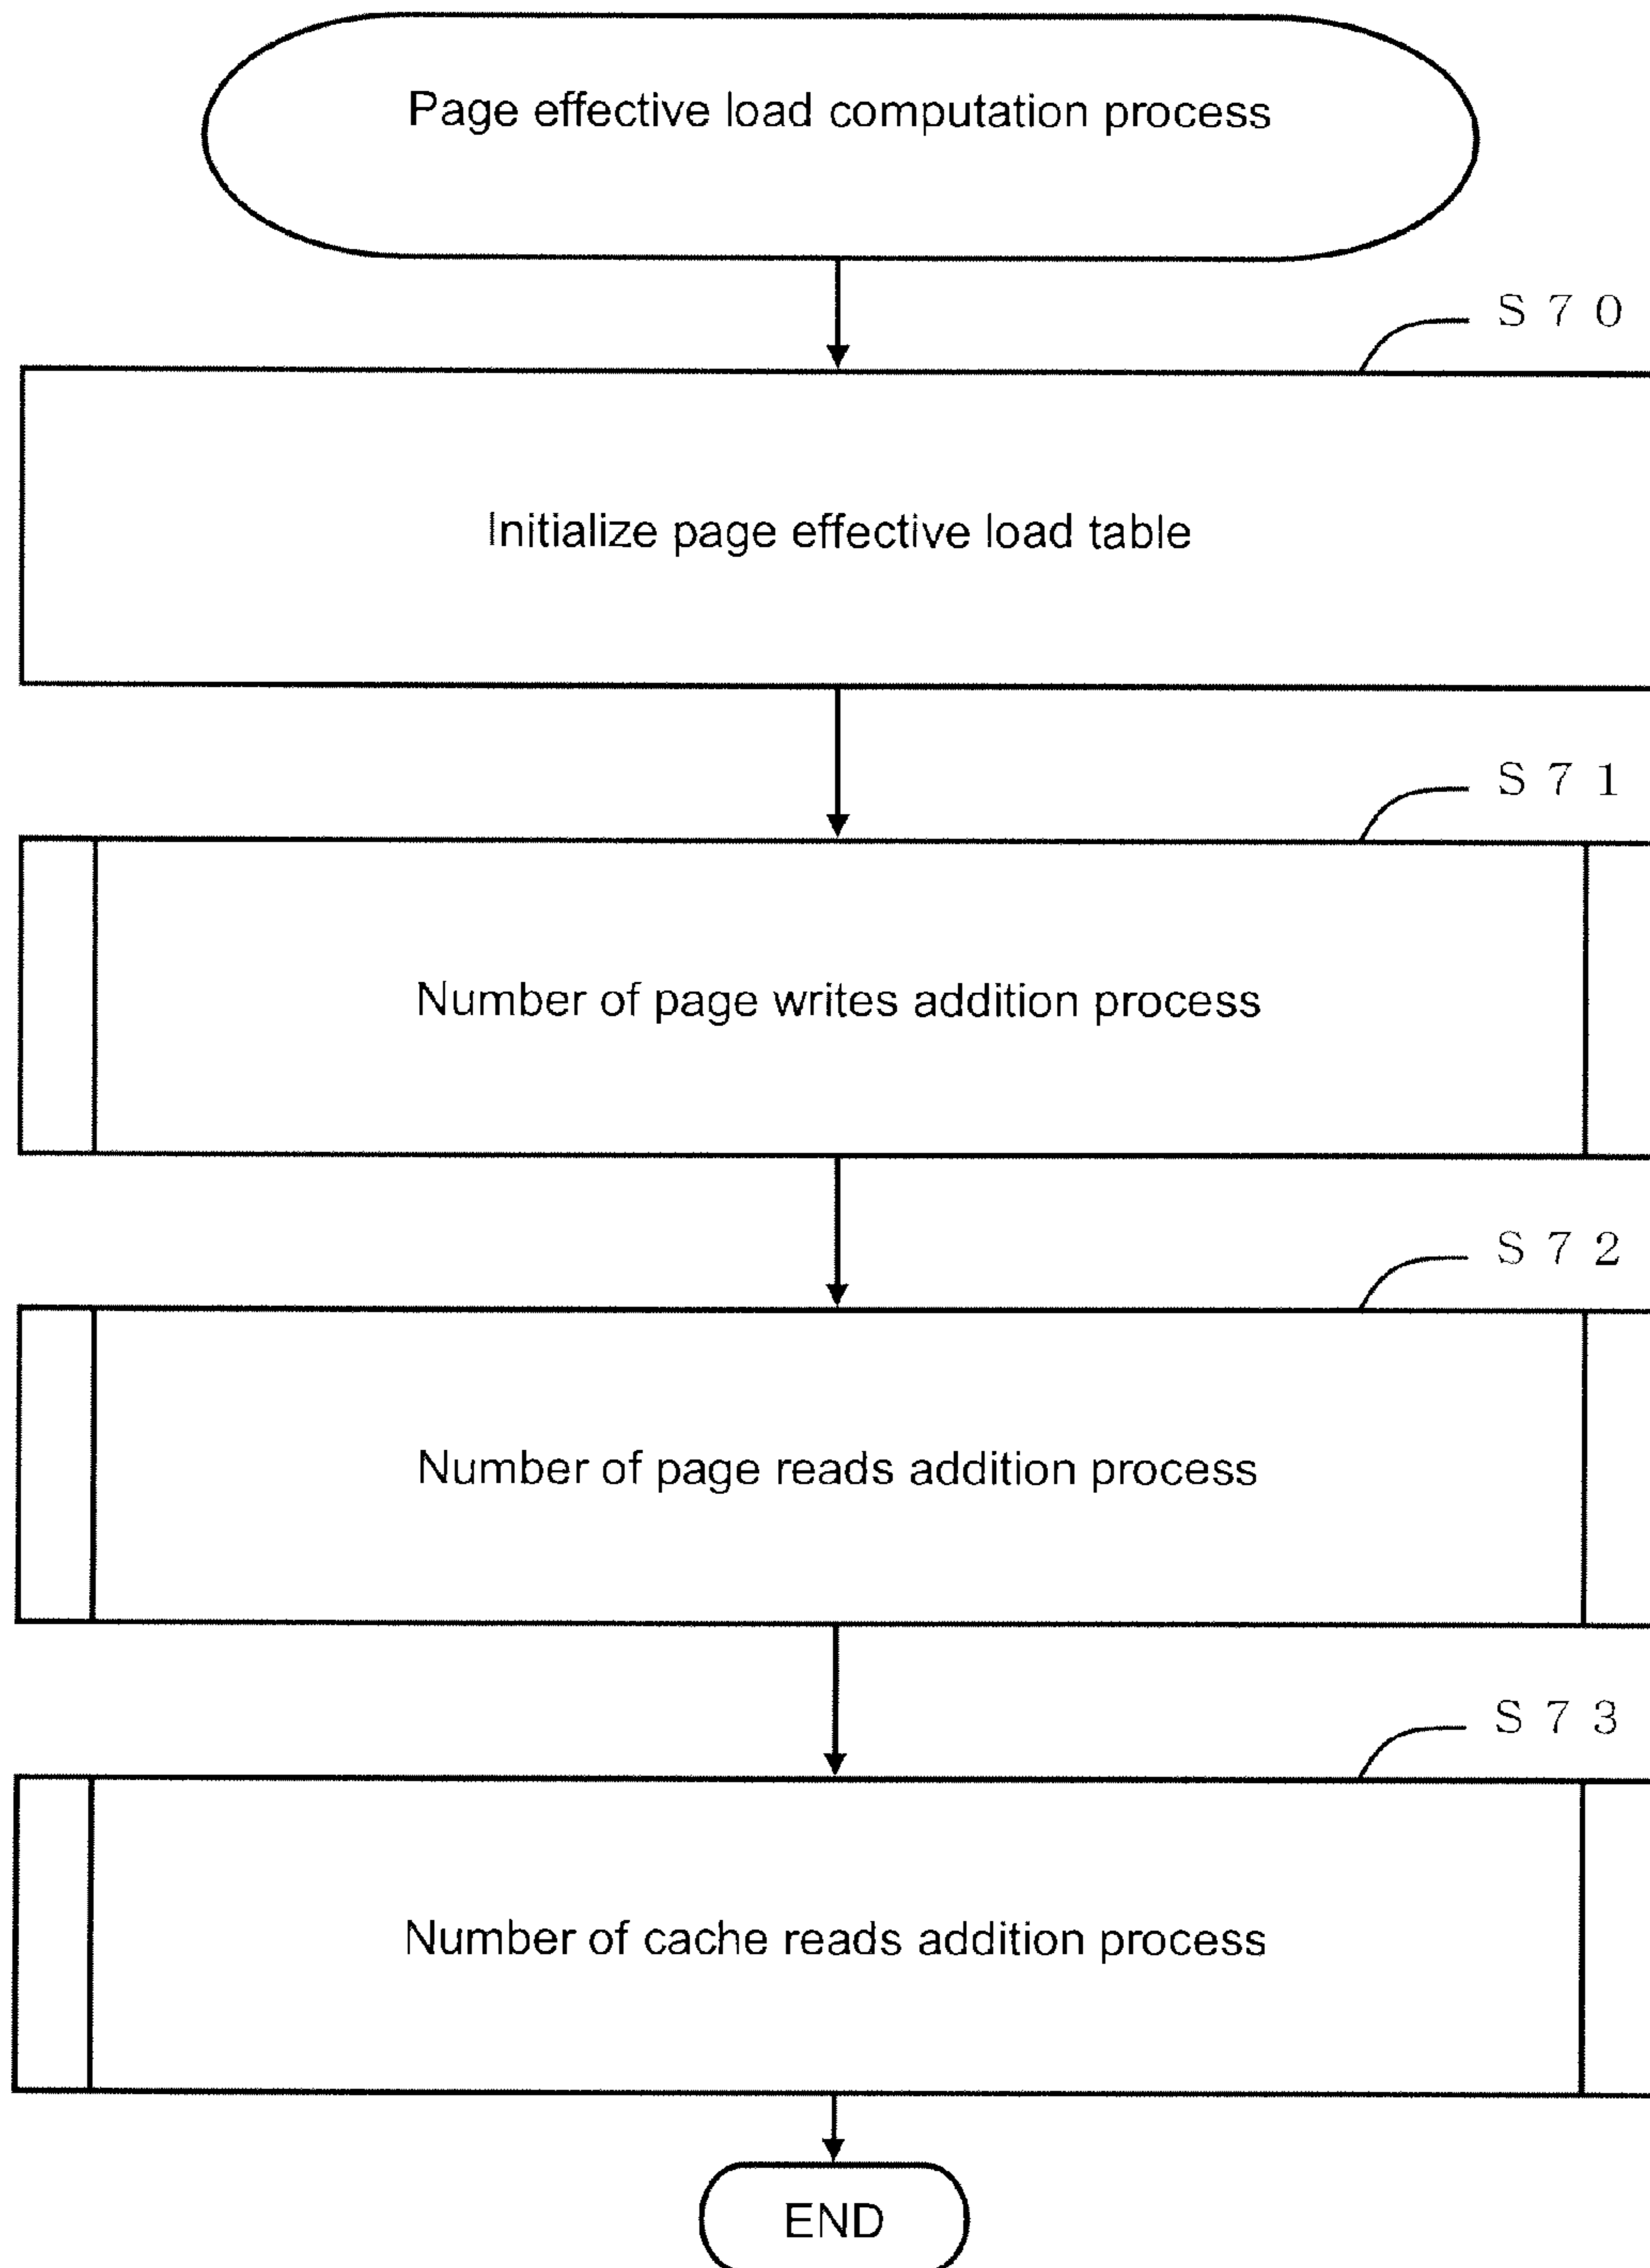 Page effective load computation process
S70
Initialize page effective load table
S71
Number of page writes addition process
S72
Number of page reads addition process
S73
Number of cache reads addition process
END